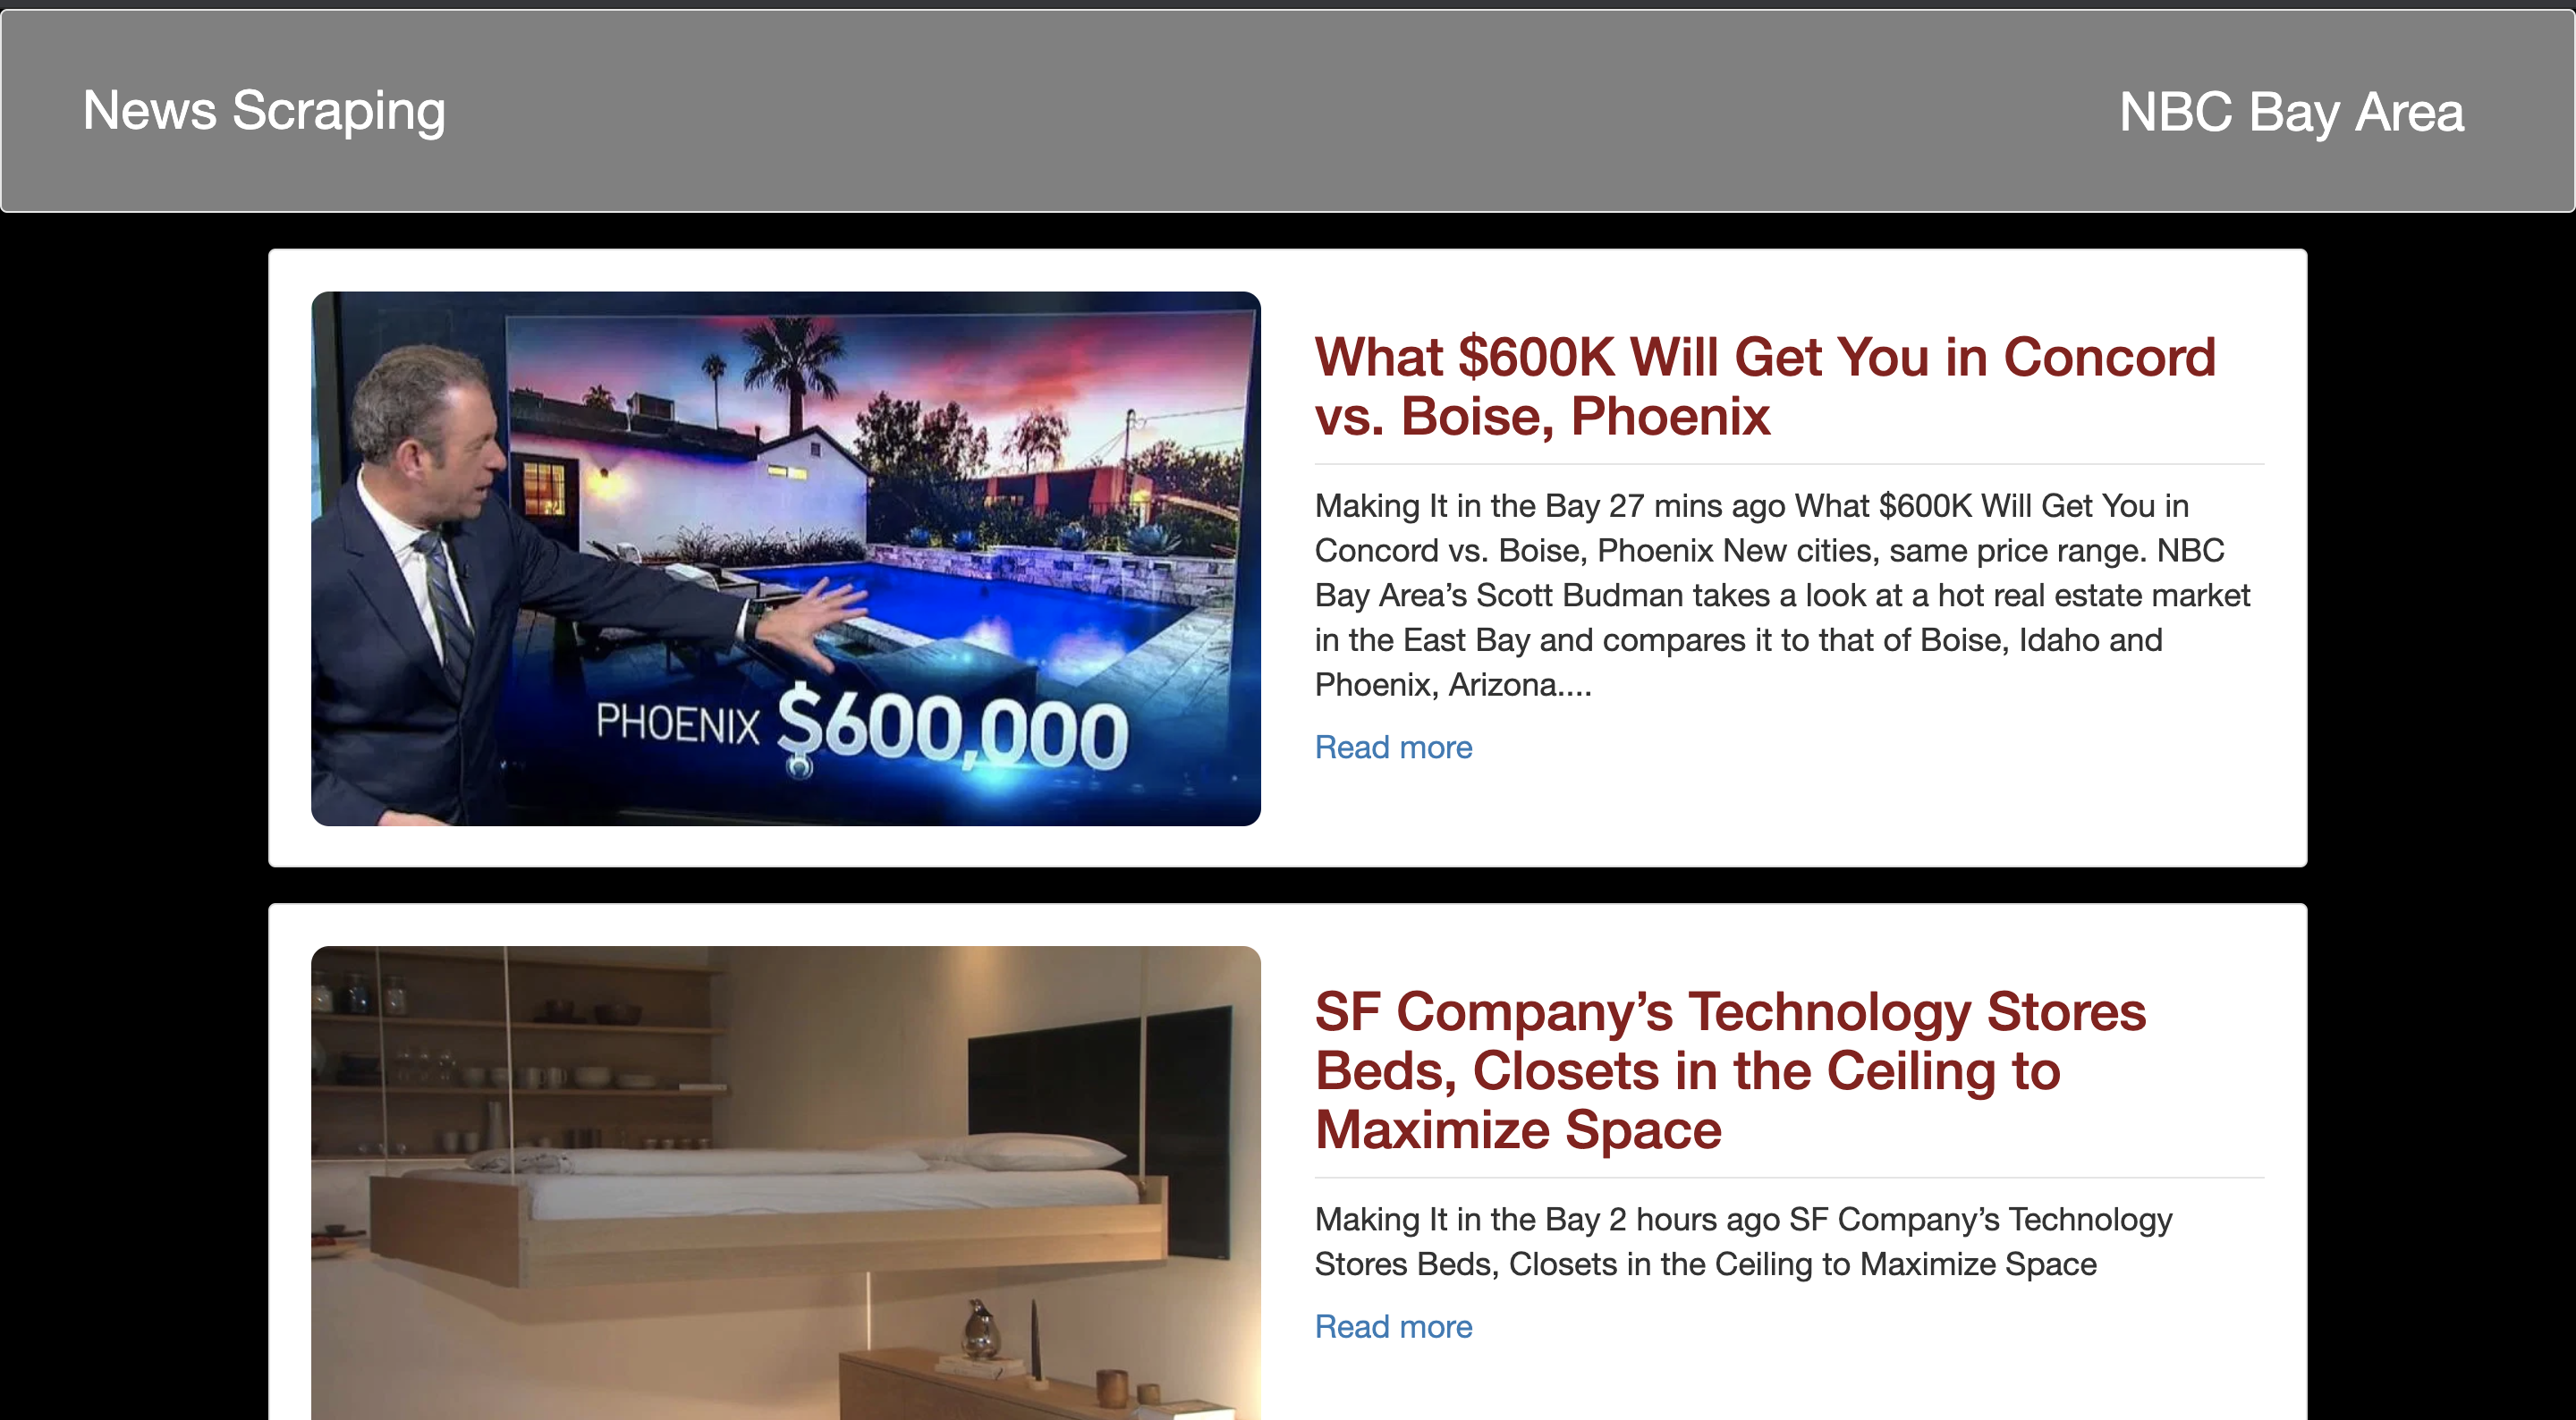 News Scraping
NBC Bay Area
PHOENIX $600,000
What $600K Will Get You in Concord
vs. Boise, Phoenix
Making It in the Bay 27 mins ago What $600K Will Get You in
Concord vs. Boise, Phoenix New cities, same price range. NBC
Bay Area’s Scott Budman takes a look at a hot real estate market
in the East Bay and compares it to that of Boise, Idaho and
Phoenix, Arizona....
Read more
SF Company’s Technology Stores
Beds, Closets in the Ceiling to
Maximize Space
Making It in the Bay 2 hours ago SF Company’s Technology
Stores Beds, Closets in the Ceiling to Maximize Space
Read more